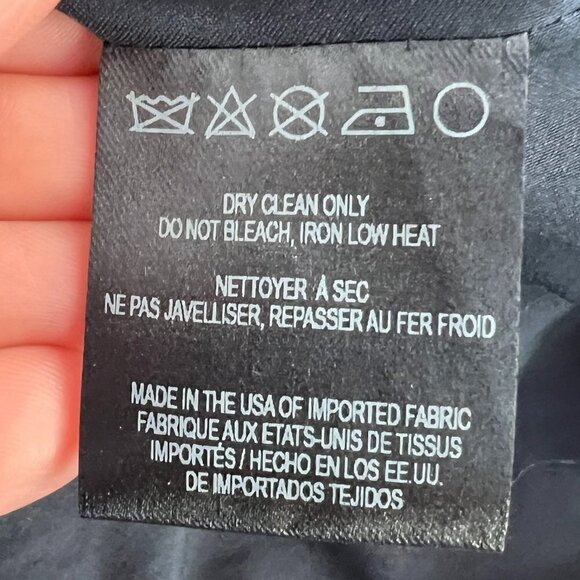 DRY CLEAN ONLY
DO NOT BLEACH, IRON LOW HEAT
NETTOYER À SEC
NE PAS JAVELLISER, REPASSER AU FER FROID
MADE IN THE USA OF IMPORTED FABRIC
FABRIQUE AUX ETATS-UNIS DE TISSUS
IMPORTÉS / HECHO EN LOS EE.UU.
DE IMPORTADOS TEJIDOS